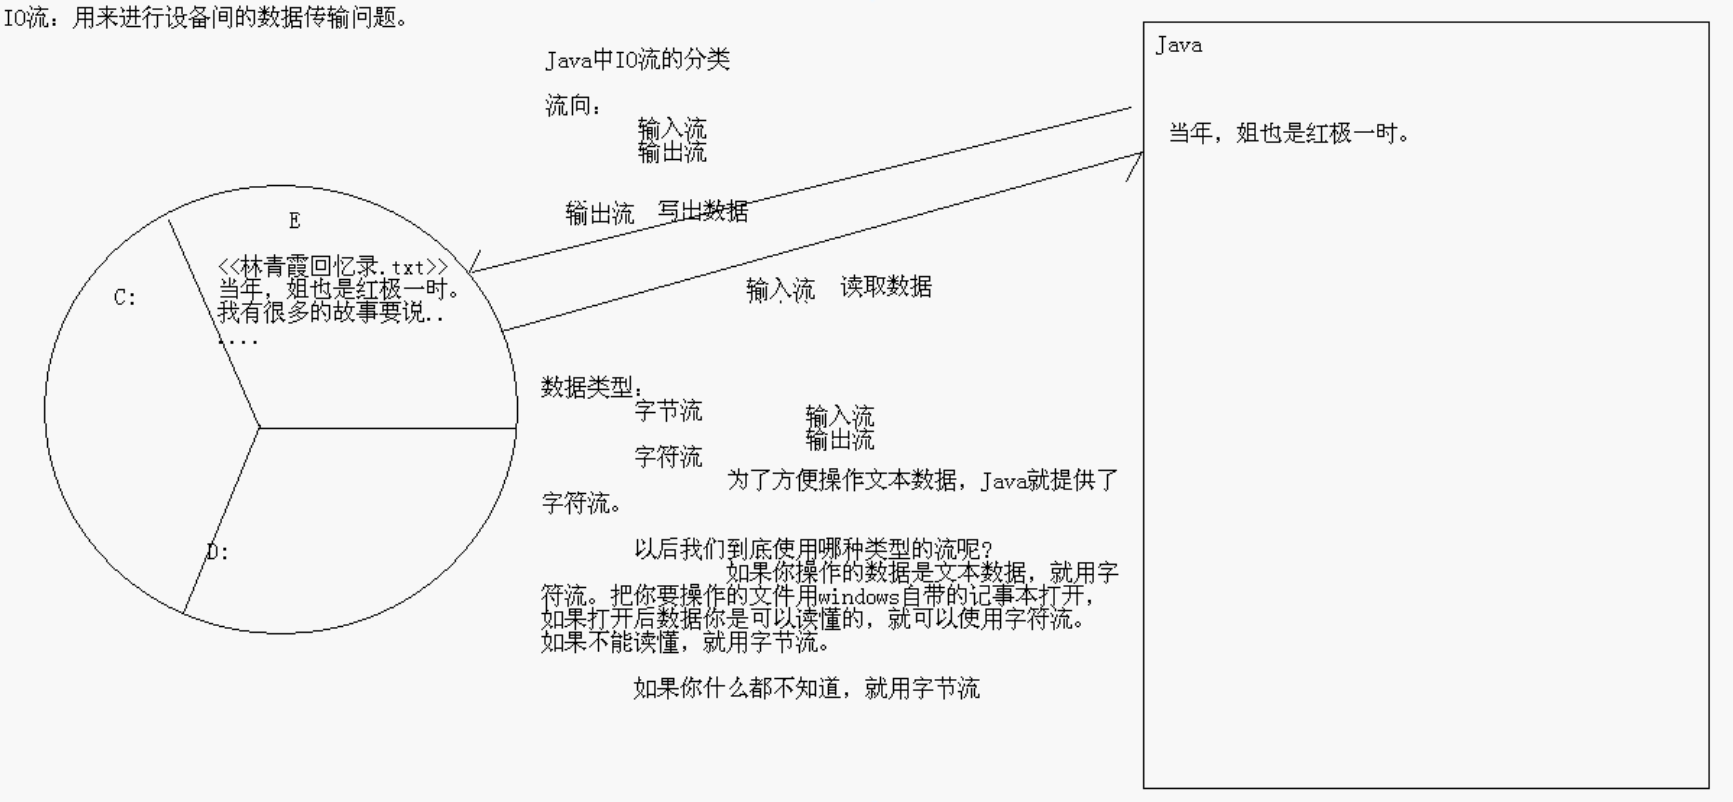 IO流：用来进行设备间的数据传输问题。
Java中IO流的分类
流向：
输入流
输出流
输出流 写出数据
输入流 读取数据
E
<<林青霞回忆录.txt>>
当年，姐也是红极一时。
我有很多的故事要说..
....
C:
D:
数据类型：
字节流
输入流
输出流
字符流
为了方便操作文本数据，Java就提供了
字符流。
以后我们到底使用哪种类型的流呢?
如果你操作的数据是文本数据，就用字
符流。把你要操作的文件用windows自带的记事本打开，
如果打开后数据你是可以读懂的，就可以使用字符流。
如果不能读懂，就用字节流。
如果你什么都不知道，就用字节流
Java
当年，姐也是红极一时。